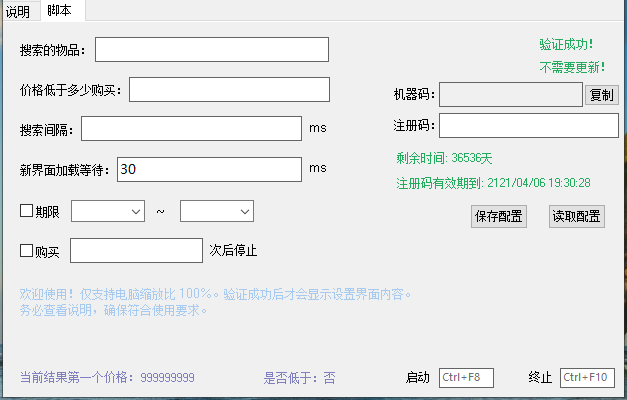 说明 脚本
搜索的物品：
验证成功!
不需要更新!
价格低于多少购买：
机器码：
复制
搜索间隔：
ms
注册码：
新界面加载等待：
30
ms
剩余时间: 36536天
注册码有效期到: 2121/04/06 19:30:28
期限
~
保存配置
读取配置
购买
次后停止
欢迎使用！仅支持电脑缩放比 100%。验证成功后才会显示设置界面内容。
务必查看说明，确保符合使用要求。
当前结果第一个价格：999999999
是否低于：否
启动
Ctrl+F8
终止
Ctrl+F10